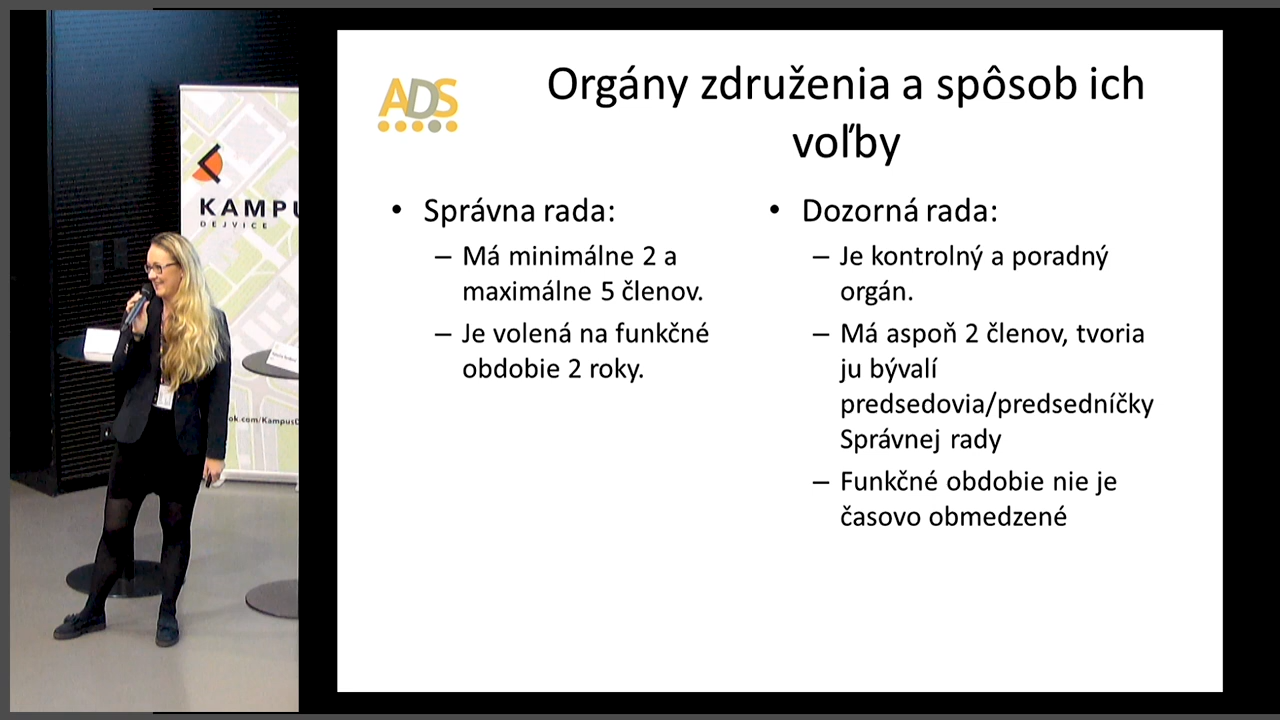 KAMPU
DEJVICE
ok.com/KampusD
ADS
Orgány združenia a spôsob ich
voľby
• Správna rada:
– Má minimálne 2 a
maximálne 5 členov.
– Je volená na funkčné
obdobie 2 roky.
• Dozorná rada:
– Je kontrolný a poradný
orgán.
– Má aspoň 2 členov, tvoria
ju bývalí
predsedovia/predsedníčky
Správnej rady
– Funkčné obdobie nie je
časovo obmedzené